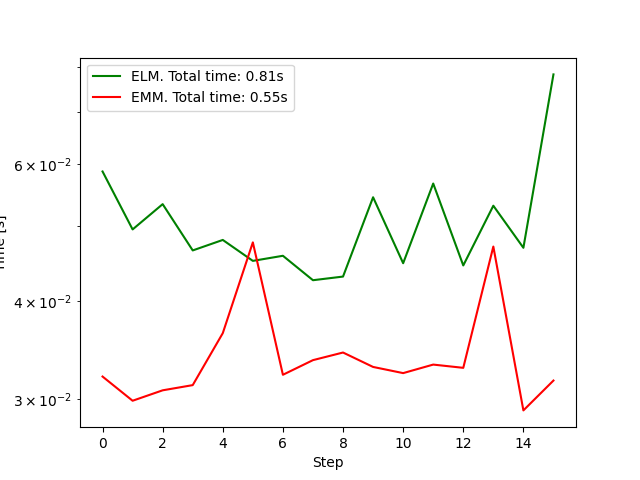 ELM. Total time: 0.81s
EMM. Total time: 0.55s
6 × 10⁻²
4 × 10⁻²
3 × 10⁻²
[s]
0 2 4 6 8 10 12 14
Step